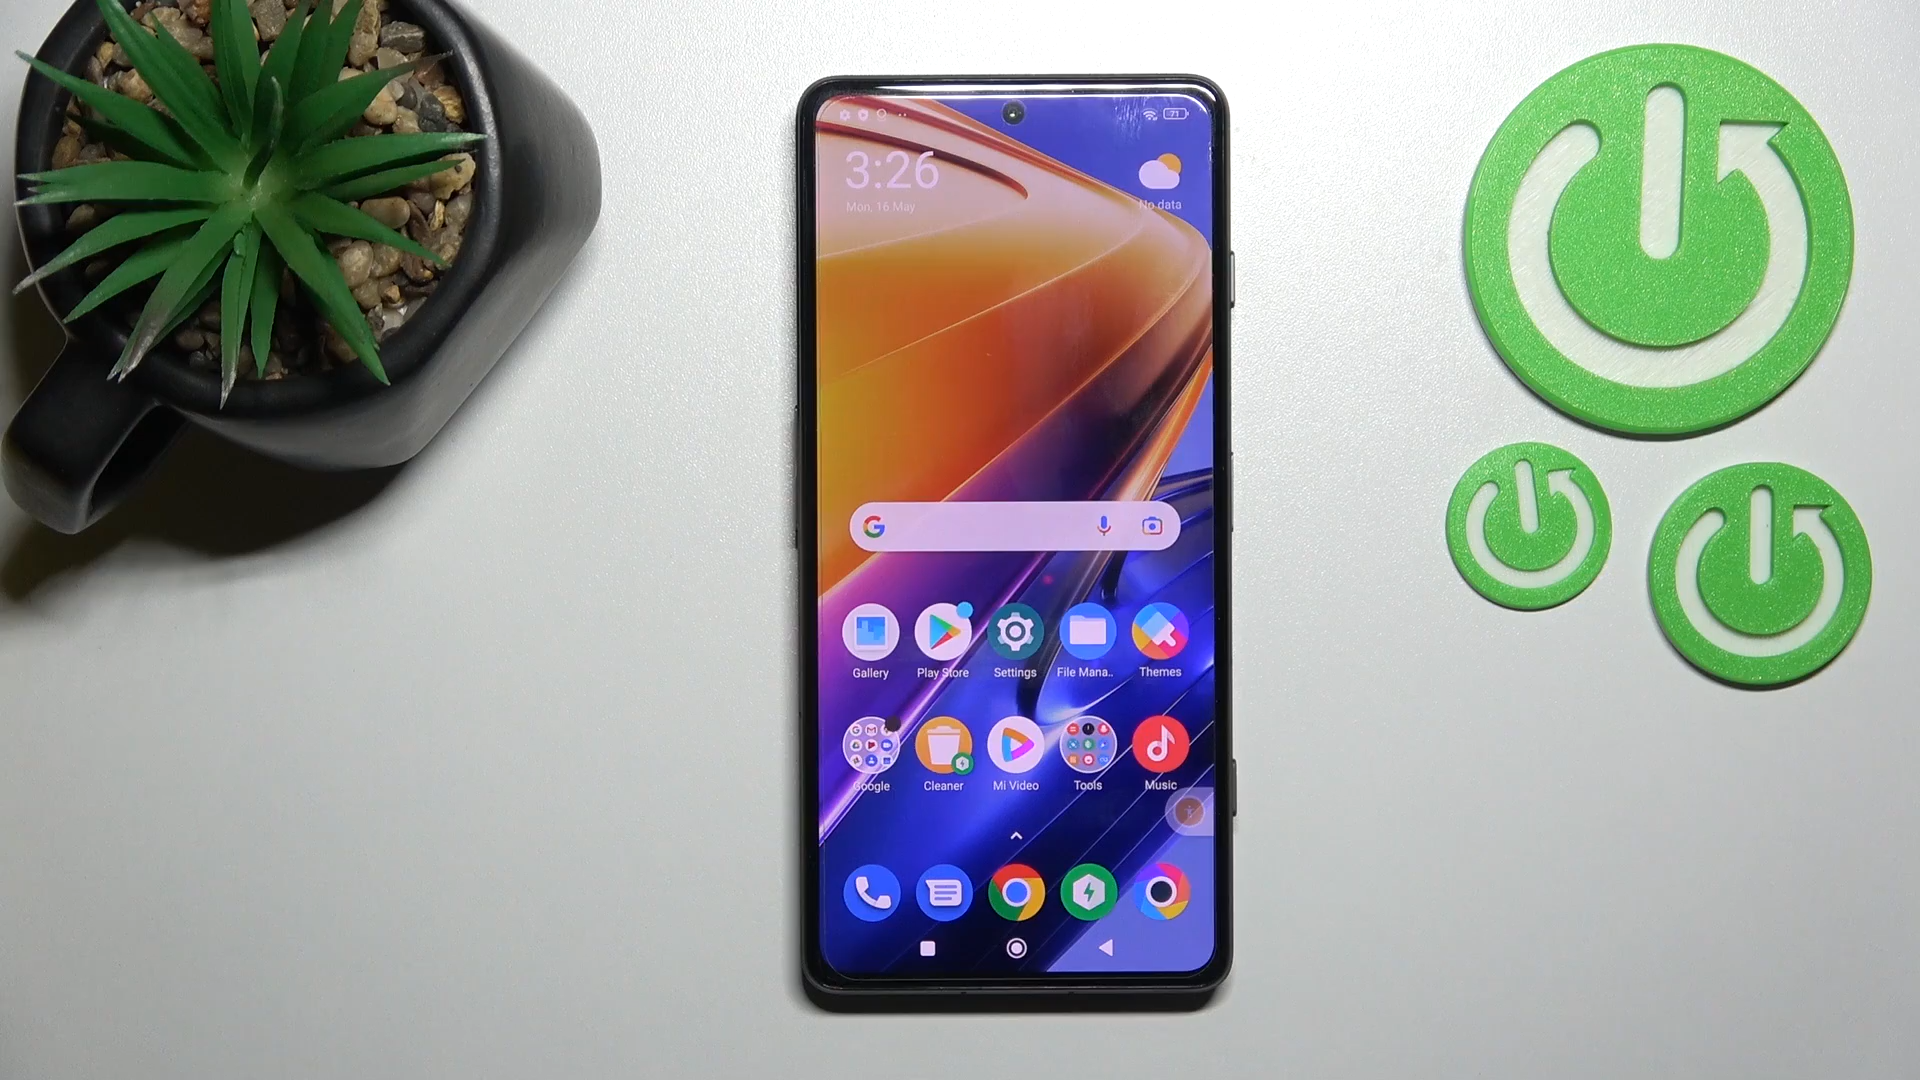 71
3:26
Mon, 16 May
No data
G
Gallery
Play Store
Settings
File Mana..
Themes
Google
Cleaner
Mi Video
Tools
Music